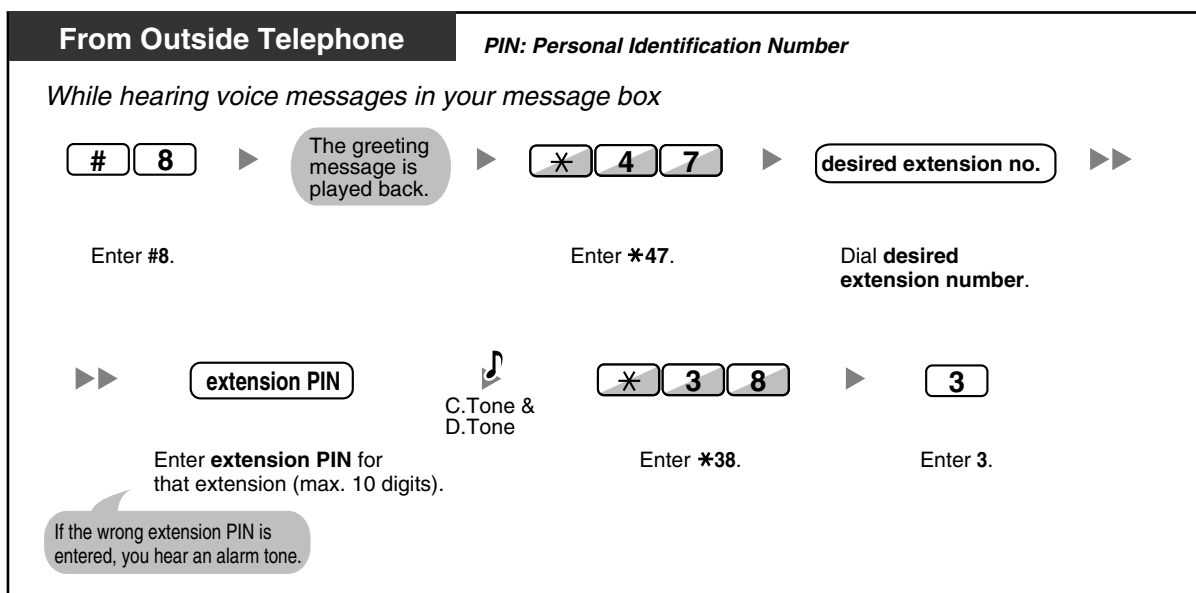 From Outside Telephone
PIN: Personal Identification Number
While hearing voice messages in your message box
# 8
The greeting
message is
played back.
* 4 7
desired extension no.
Enter #8.
Enter *47.
Dial desired
extension number.
extension PIN
C.Tone &
D.Tone
* 3 8
3
Enter extension PIN for
that extension (max. 10 digits).
Enter *38.
Enter 3.
If the wrong extension PIN is
entered, you hear an alarm tone.